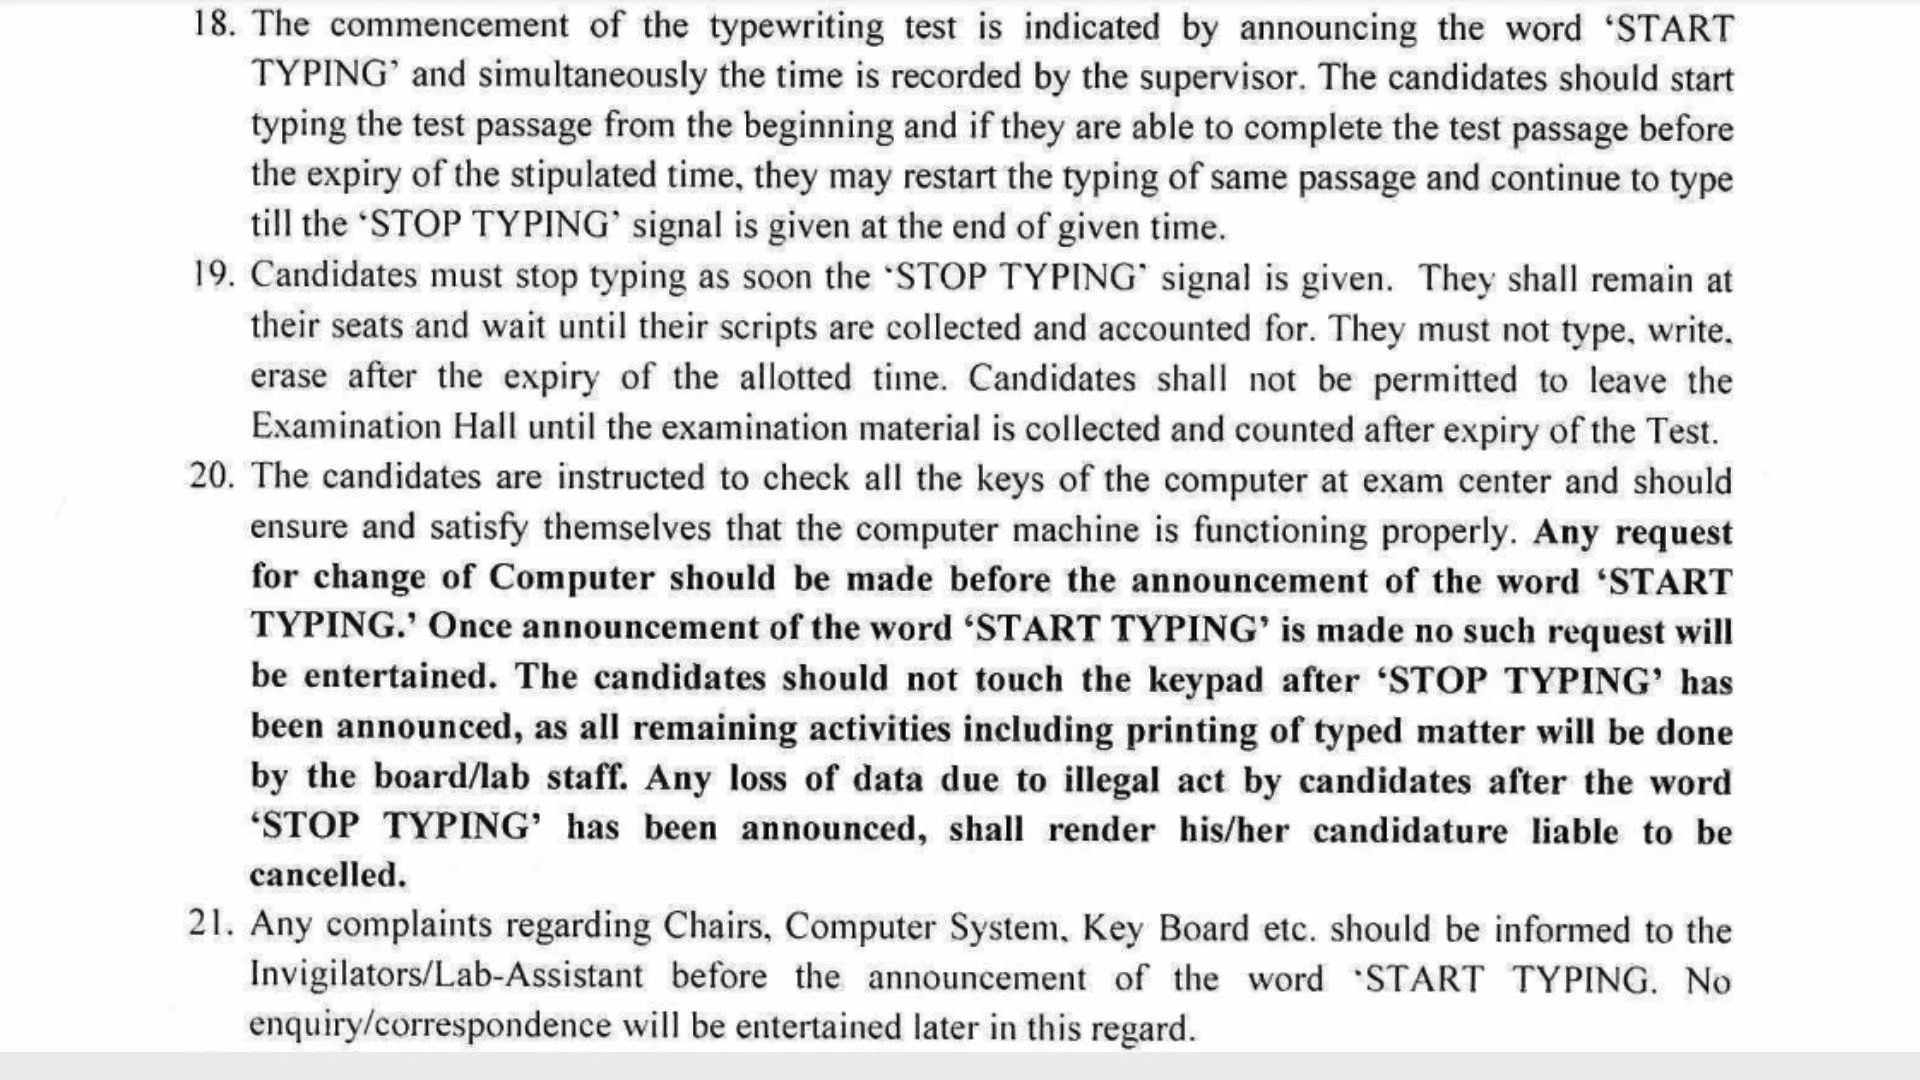 18. The commencement of the typewriting test is indicated by announcing the word ‘START
TYPING’ and simultaneously the time is recorded by the supervisor. The candidates should start
typing the test passage from the beginning and if they are able to complete the test passage before
the expiry of the stipulated time, they may restart the typing of same passage and continue to type
till the ‘STOP TYPING’ signal is given at the end of given time.
19. Candidates must stop typing as soon the ‘STOP TYPING’ signal is given. They shall remain at
their seats and wait until their scripts are collected and accounted for. They must not type, write,
erase after the expiry of the allotted time. Candidates shall not be permitted to leave the
Examination Hall until the examination material is collected and counted after expiry of the Test.
20. The candidates are instructed to check all the keys of the computer at exam center and should
ensure and satisfy themselves that the computer machine is functioning properly. Any request
for change of Computer should be made before the announcement of the word ‘START
TYPING.’ Once announcement of the word ‘START TYPING’ is made no such request will
be entertained. The candidates should not touch the keypad after ‘STOP TYPING’ has
been announced, as all remaining activities including printing of typed matter will be done
by the board/lab staff. Any loss of data due to illegal act by candidates after the word
‘STOP TYPING’ has been announced, shall render his/her candidature liable to be
cancelled.
21. Any complaints regarding Chairs, Computer System, Key Board etc. should be informed to the
Invigilators/Lab-Assistant before the announcement of the word ‘START TYPING. No
enquiry/correspondence will be entertained later in this regard.